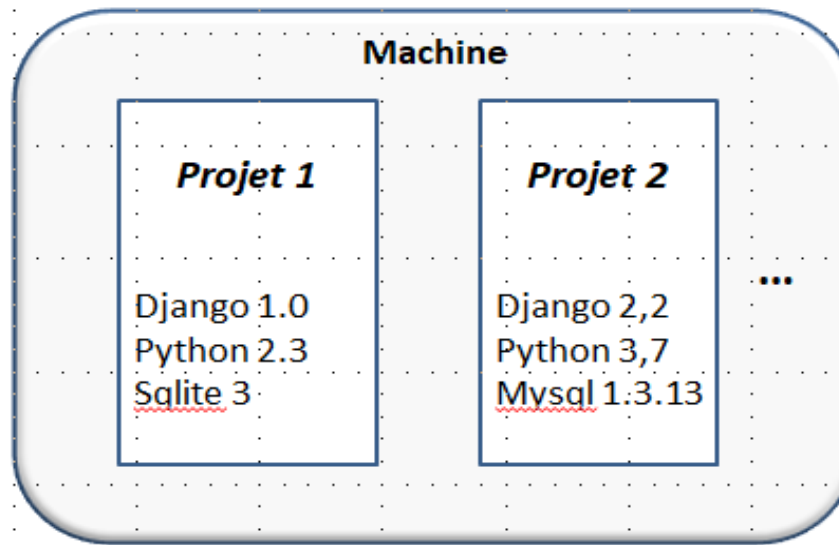 Machine
Projet 1
Django 1.0
Python 2.3
Sqlite 3
Projet 2
Django 2,2
Python 3,7
Mysql 1.3.13
...